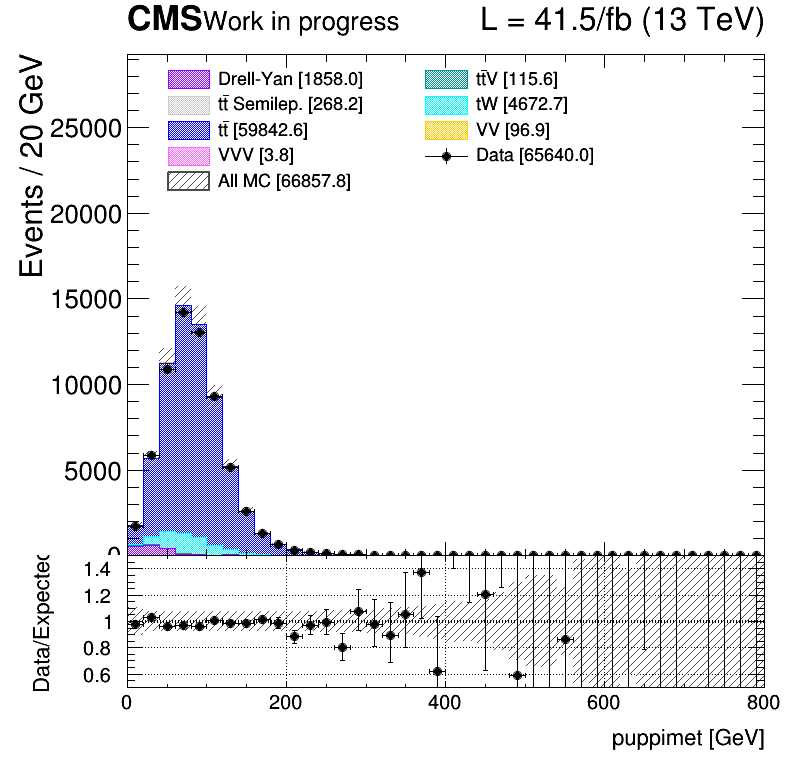 CMS Work in progress L = 41.5/fb (13 TeV)
Events / 20 GeV
Drell-Yan [1858.0] tt̄V [115.6]
tt̄ Semilep. [268.2] tW [4672.7]
tt̄ [59842.6] VV [96.9]
VVV [3.8] Data [65640.0]
All MC [66857.8]
25000
20000
15000
10000
5000
0
Data/Expected
1.4
1.2
1
0.8
0.6
0 200 400 600 800
puppimet [GeV]